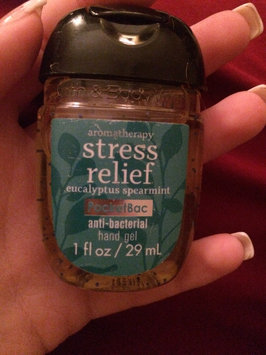 aromatherapy
stress
relief
eucalyptus spearmint
PocketBac
anti-bacterial
hand gel
1 fl oz / 29 mL